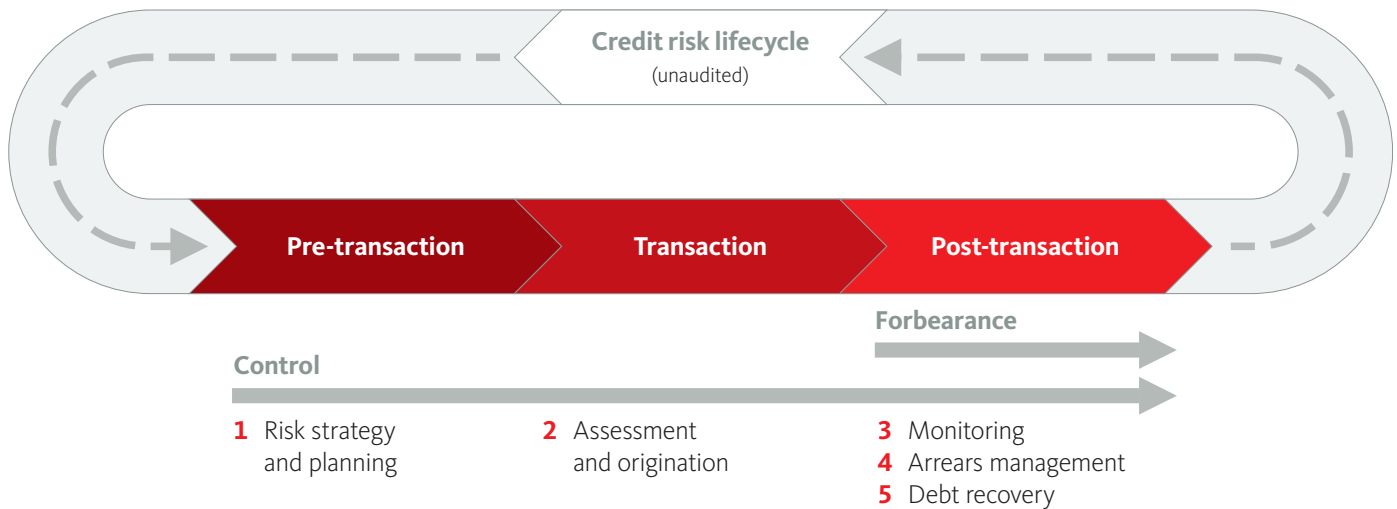 Credit risk lifecycle
(unaudited)
Pre-transaction
Transaction
Post-transaction
Forbearance
Control
1 Risk strategy
and planning
2 Assessment
and origination
3 Monitoring
4 Arrears management
5 Debt recovery